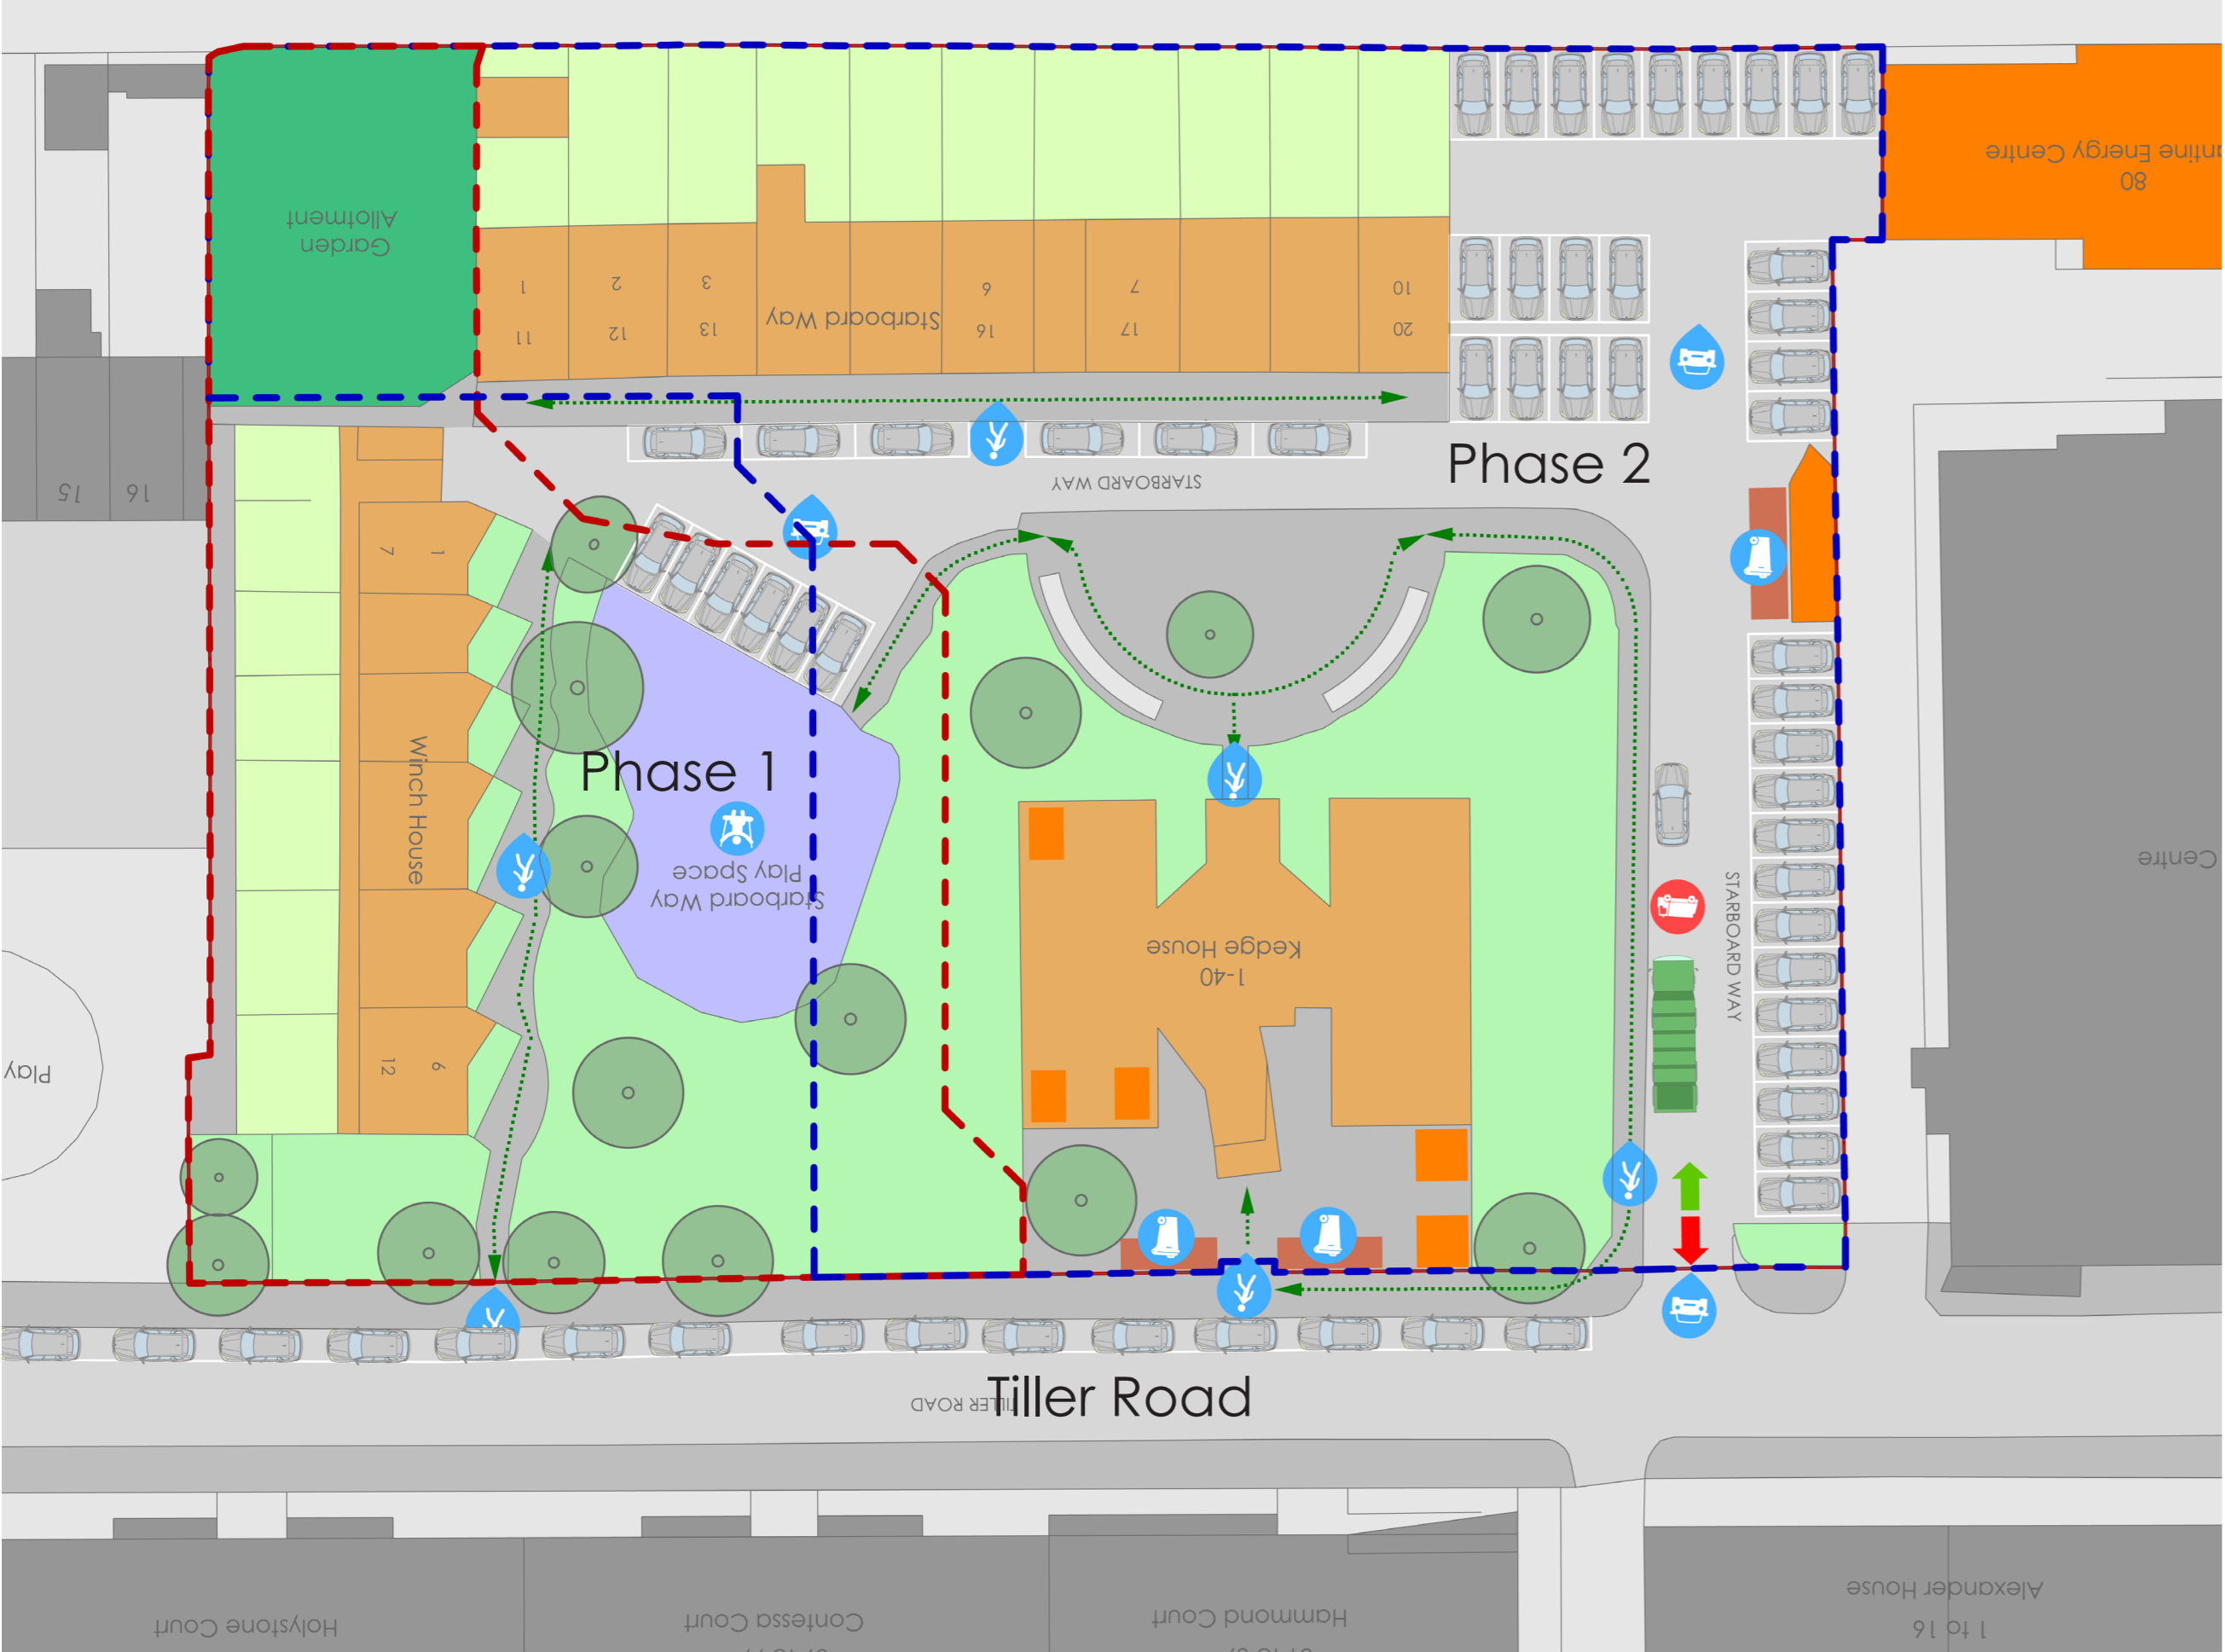 Garden
Allotment
Starboard Way
1
2
3
6
7
10
11
12
13
16
17
20
80
Energy Centre
15
16
STARBOARD WAY
Phase 2
1
7
Winch House
6
12
Phase 1
Starboard Way
Play Space
1-40
Kedge House
STARBOARD WAY
Centre
Play
TILLER ROAD
Tiller Road
Holystone Court
Contessa Court
Hammond Court
1 to 16
Alexander House